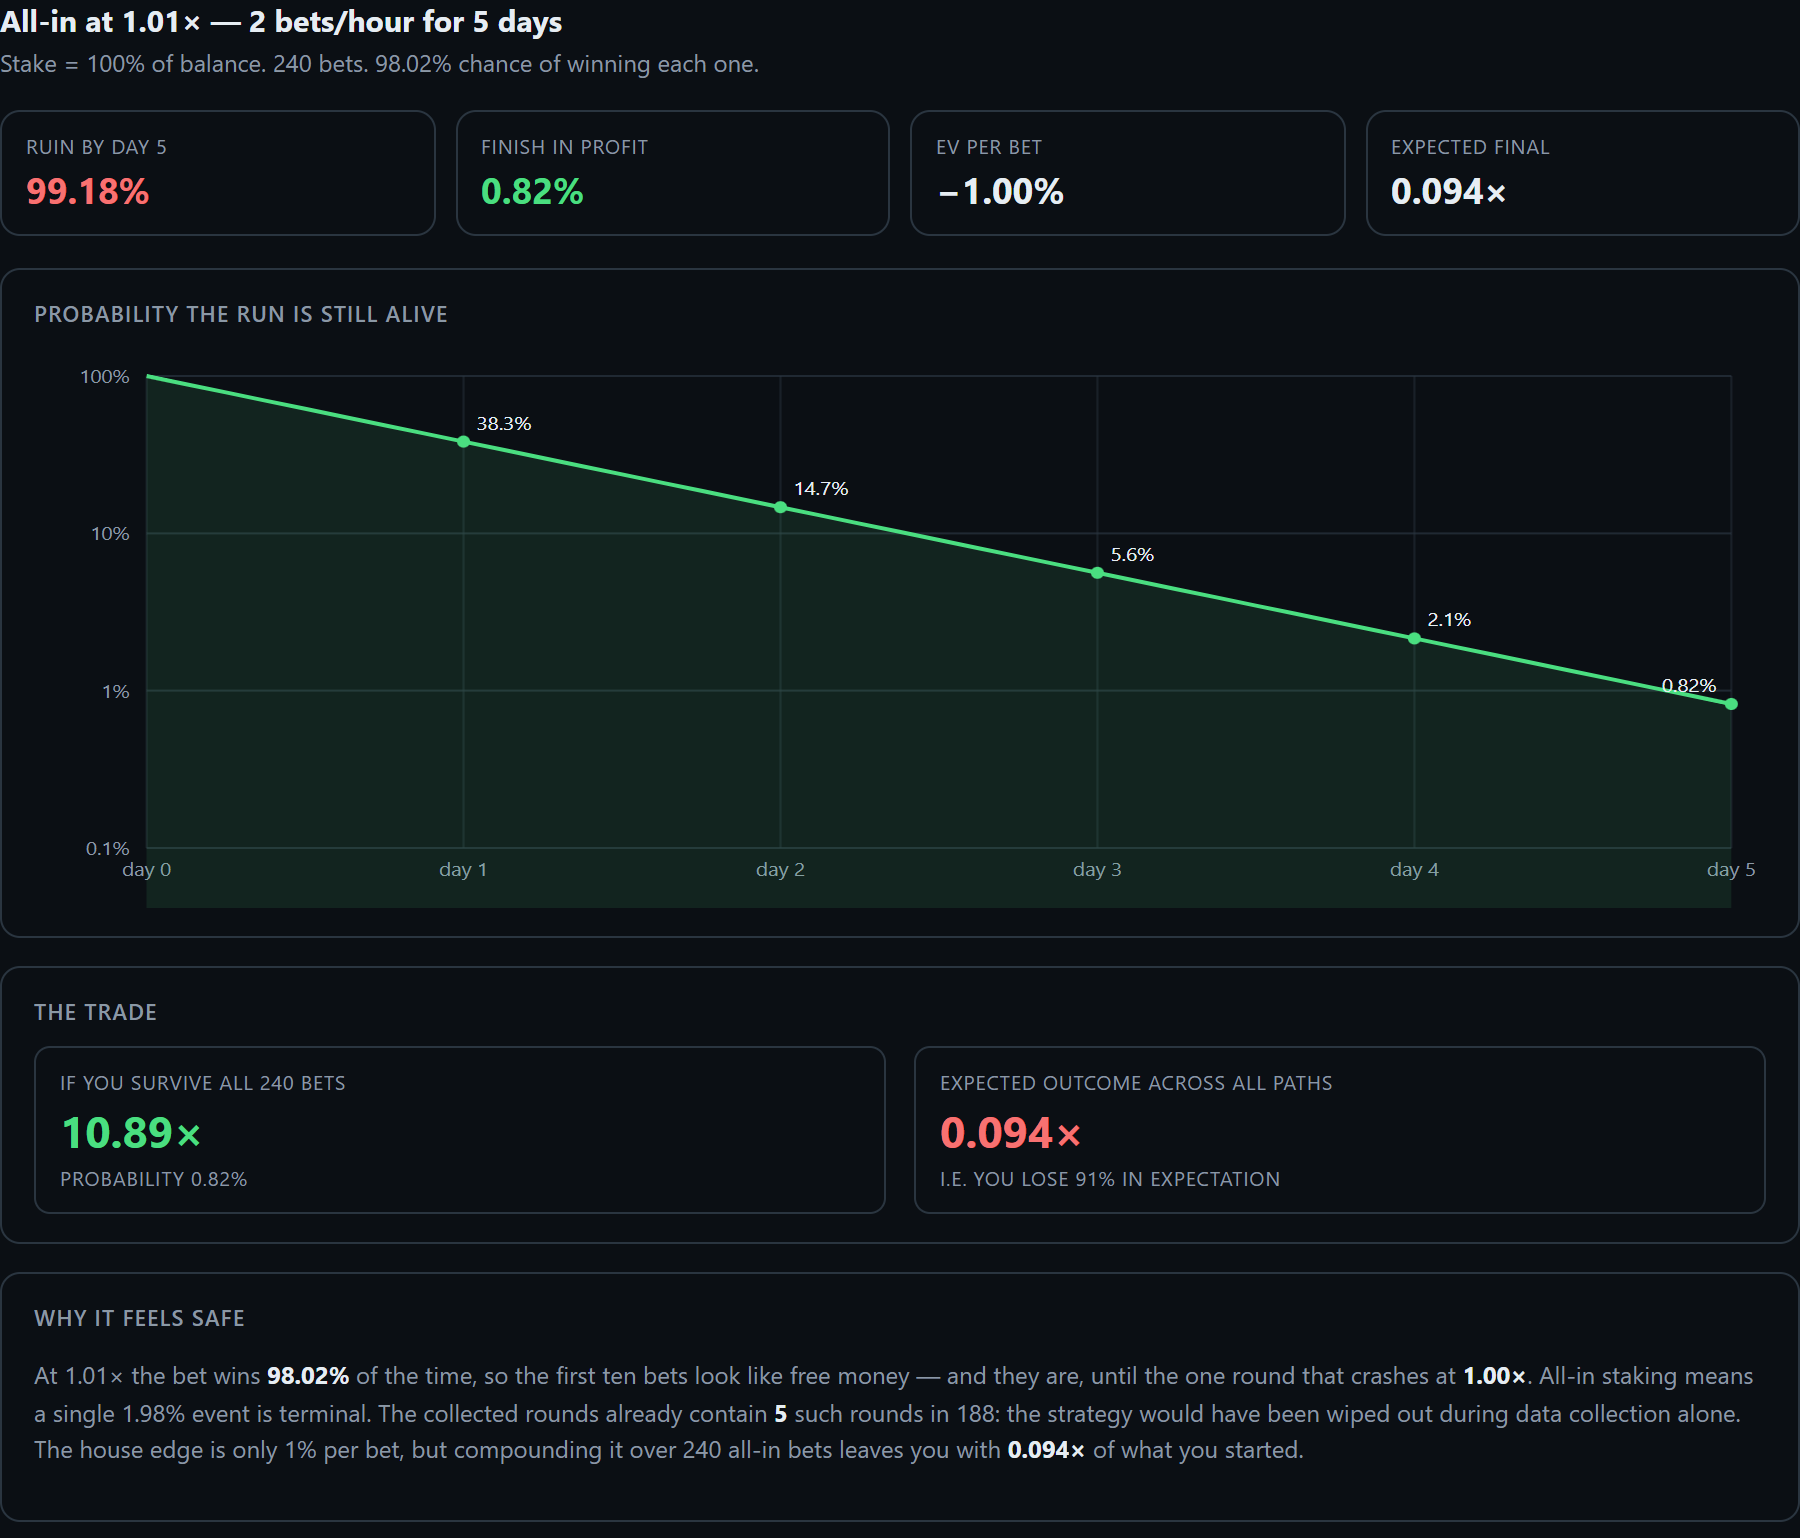 All-in at 1.01× — 2 bets/hour for 5 days
Stake = 100% of balance. 240 bets. 98.02% chance of winning each one.
RUIN BY DAY 5
99.18%
FINISH IN PROFIT
0.82%
EV PER BET
−1.00%
EXPECTED FINAL
0.094×
PROBABILITY THE RUN IS STILL ALIVE
100%
10%
1%
0.1%
38.3%
14.7%
5.6%
2.1%
0.82%
day 0
day 1
day 2
day 3
day 4
day 5
THE TRADE
IF YOU SURVIVE ALL 240 BETS
10.89×
PROBABILITY 0.82%
EXPECTED OUTCOME ACROSS ALL PATHS
0.094×
I.E. YOU LOSE 91% IN EXPECTATION
WHY IT FEELS SAFE
At 1.01× the bet wins 98.02% of the time, so the first ten bets look like free money — and they are, until the one round that crashes at 1.00×. All-in staking means
a single 1.98% event is terminal. The collected rounds already contain 5 such rounds in 188: the strategy would have been wiped out during data collection alone.
The house edge is only 1% per bet, but compounding it over 240 all-in bets leaves you with 0.094× of what you started.